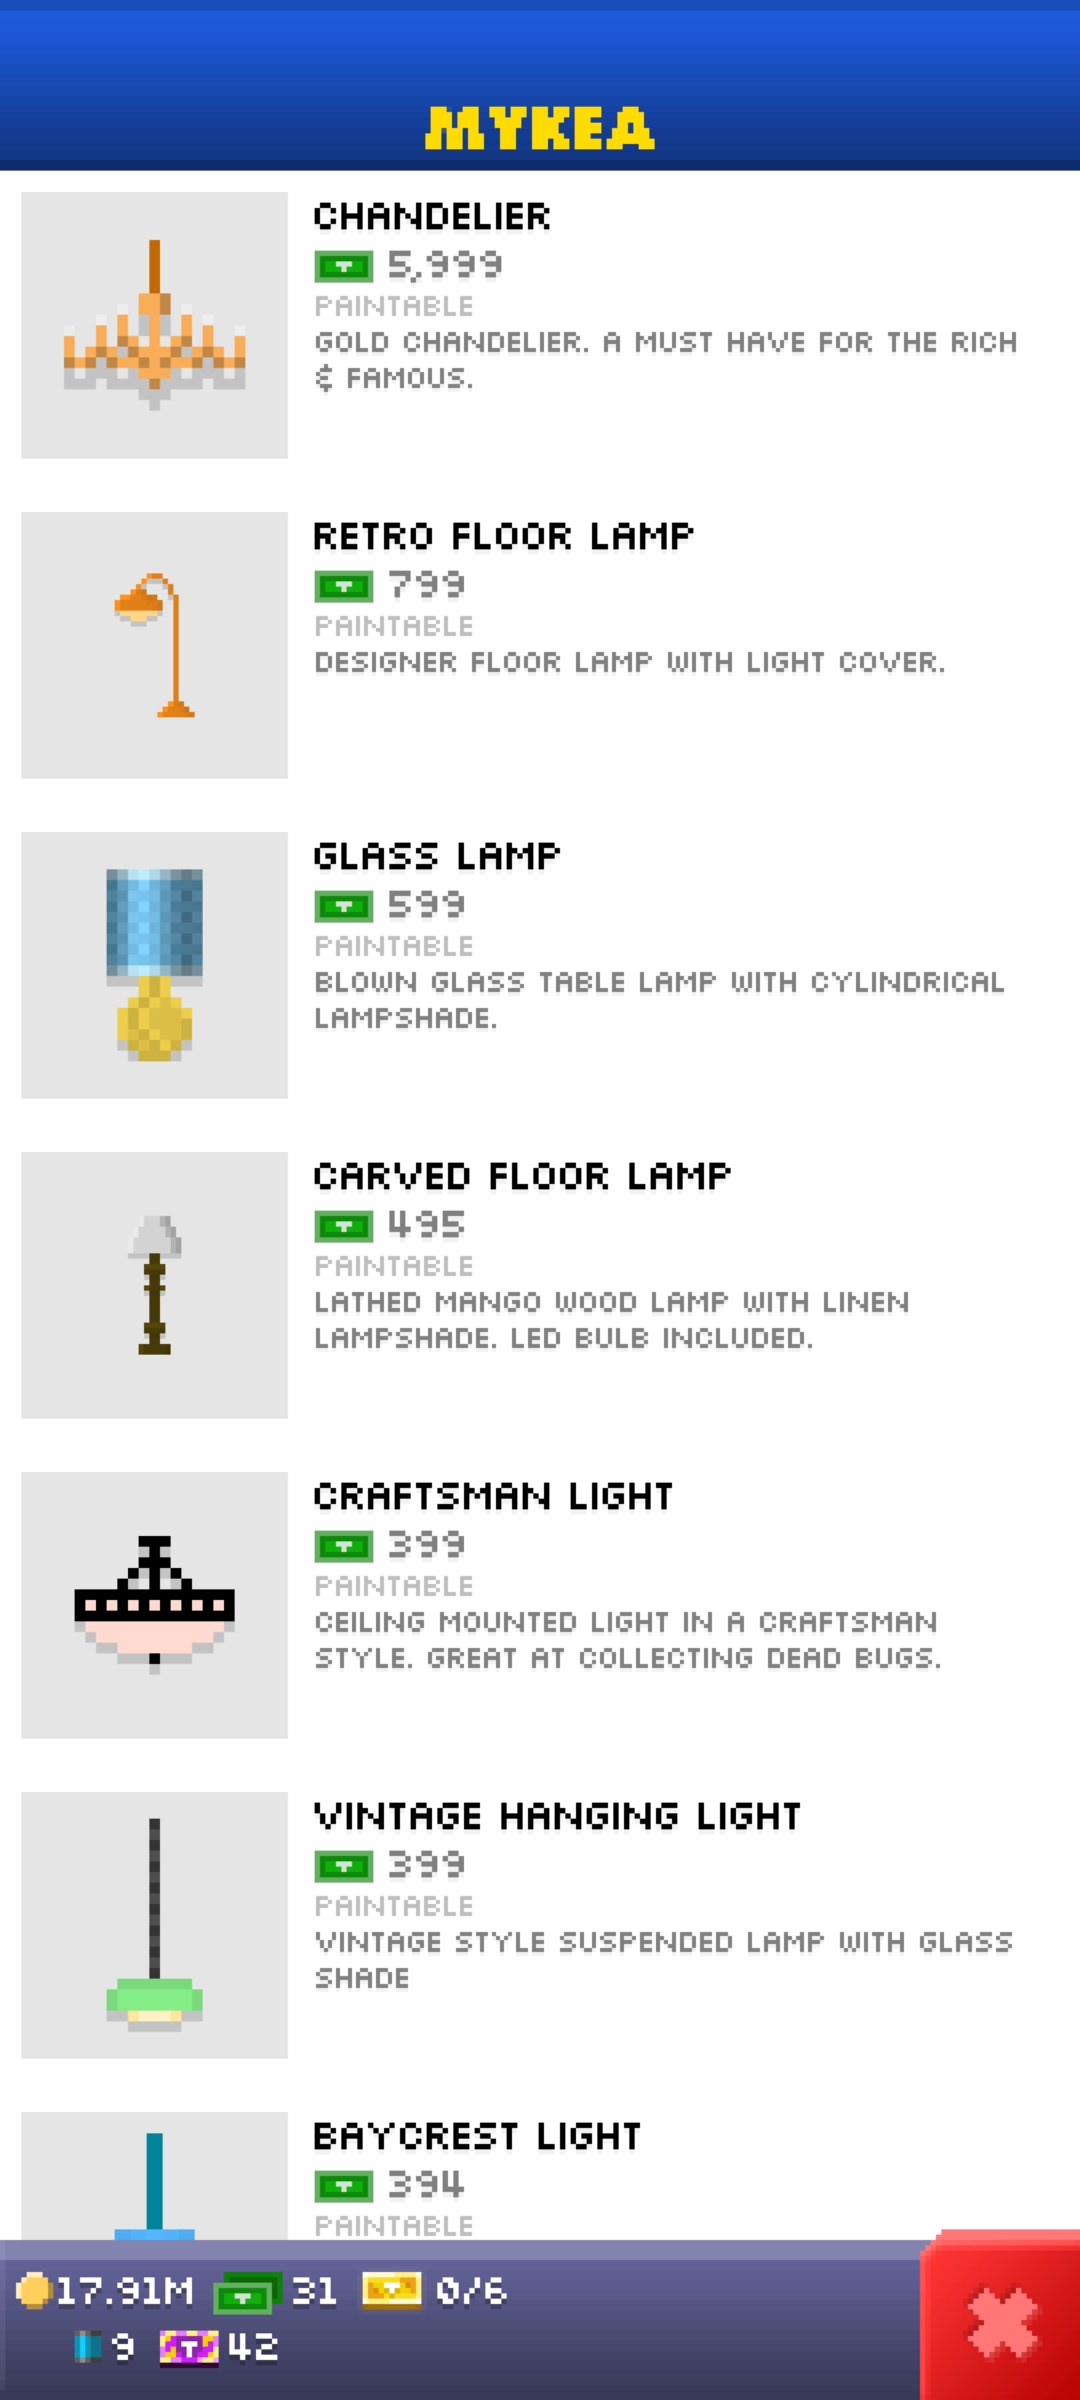 MYKEA
CHANDELIER
5,999
PAINTABLE
GOLD CHANDELIER. A MUST HAVE FOR THE RICH
& FAMOUS.
RETRO FLOOR LAMP
799
PAINTABLE
DESIGNER FLOOR LAMP WITH LIGHT COVER.
GLASS LAMP
599
PAINTABLE
BLOWN GLASS TABLE LAMP WITH CYLINDRICAL
LAMPSHADE.
CARVED FLOOR LAMP
495
PAINTABLE
LATHED MANGO WOOD LAMP WITH LINEN
LAMPSHADE. LED BULB INCLUDED.
CRAFTSMAN LIGHT
399
PAINTABLE
CEILING MOUNTED LIGHT IN A CRAFTSMAN
STYLE. GREAT AT COLLECTING DEAD BUGS.
VINTAGE HANGING LIGHT
399
PAINTABLE
VINTAGE STYLE SUSPENDED LAMP WITH GLASS
SHADE
BAYCREST LIGHT
394
PAINTABLE
17.91M 31 0/6
9 42